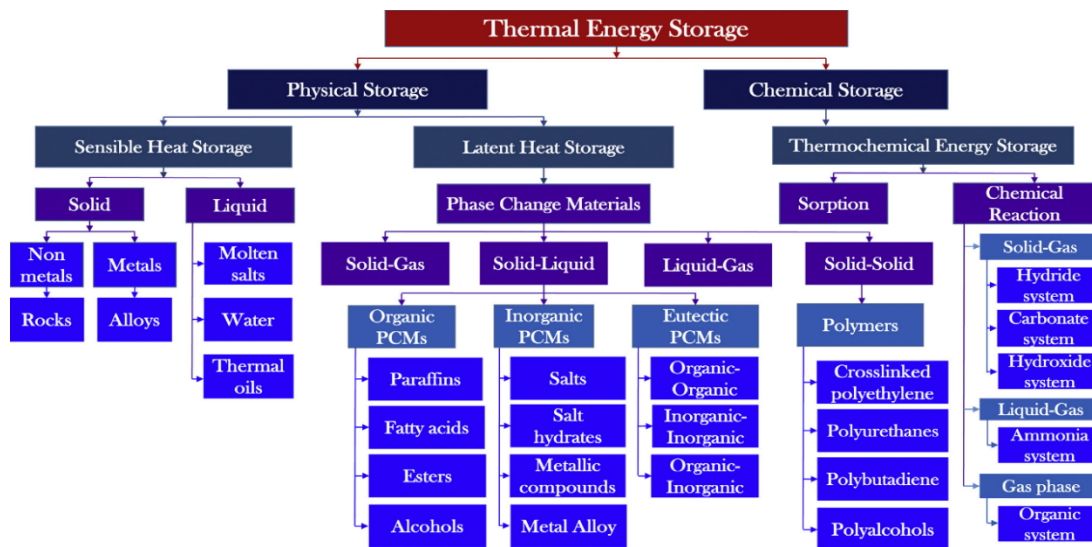 Thermal Energy Storage
Physical Storage
Chemical Storage
Sensible Heat Storage
Latent Heat Storage
Thermochemical Energy Storage
Solid
Liquid
Phase Change Materials
Sorption
Chemical
Reaction
Non
metals
Metals
Molten
salts
Solid-Gas
Solid-Liquid
Liquid-Gas
Solid-Solid
Solid-Gas
Rocks
Alloys
Water
Thermal
oils
Organic
PCMs
Inorganic
PCMs
Eutectic
PCMs
Polymers
Hydride
system
Carbonate
system
Hydroxide
system
Paraffins
Fatty acids
Esters
Alcohols
Salts
Salt
hydrates
Metallic
compounds
Metal Alloy
Organic-
Organic
Inorganic-
Inorganic
Organic-
Inorganic
Crosslinked
polyethylene
Polyurethanes
Polybutadiene
Polyalcohols
Liquid-Gas
Ammonia
system
Gas phase
Organic
system